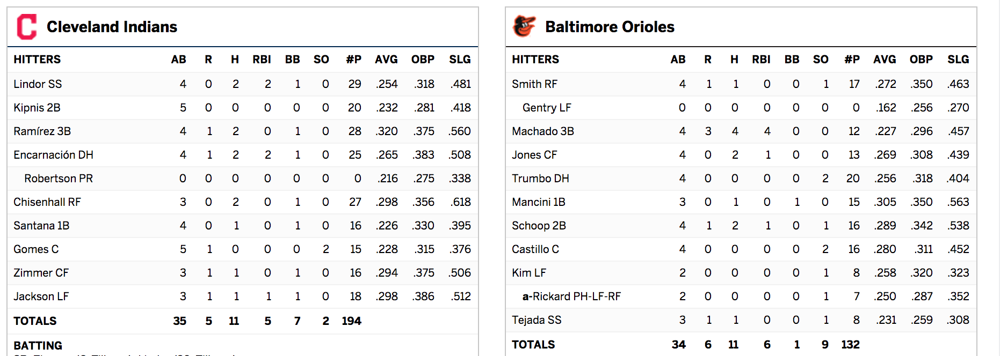 Cleveland Indians
HITTERS AB R H RBI BB SO #P AVG OBP SLG
Lindor SS 4 0 2 2 1 0 29 .254 .318 .481
Kipnis 2B 5 0 0 0 0 0 20 .232 .281 .418
Ramírez 3B 4 1 2 0 1 0 28 .320 .375 .560
Encarnación DH 4 1 2 2 1 0 25 .265 .383 .508
Robertson PR 0 0 0 0 0 0 0 .216 .275 .338
Chisenhall RF 3 0 2 0 1 0 27 .298 .356 .618
Santana 1B 4 0 1 0 1 0 16 .226 .330 .395
Gomes C 5 1 0 0 0 2 15 .228 .315 .376
Zimmer CF 3 1 1 0 1 0 16 .294 .375 .506
Jackson LF 3 1 1 1 1 0 18 .298 .386 .512
TOTALS 35 5 11 5 7 2 194
BATTING
Baltimore Orioles
HITTERS AB R H RBI BB SO #P AVG OBP SLG
Smith RF 4 1 1 0 0 1 17 .272 .350 .463
Gentry LF 0 0 0 0 0 0 0 .162 .256 .270
Machado 3B 4 3 4 4 0 0 12 .227 .296 .457
Jones CF 4 0 2 1 0 0 13 .269 .308 .439
Trumbo DH 4 0 0 0 0 2 20 .256 .318 .404
Mancini 1B 3 0 1 0 1 0 15 .305 .350 .563
Schoop 2B 4 1 2 1 0 1 16 .289 .342 .538
Castillo C 4 0 0 0 0 2 16 .280 .311 .452
Kim LF 2 0 0 0 0 1 8 .258 .320 .323
a-Rickard PH-LF-RF 2 0 0 0 0 1 7 .250 .287 .352
Tejada SS 3 1 1 0 0 1 8 .231 .259 .308
TOTALS 34 6 11 6 1 9 132